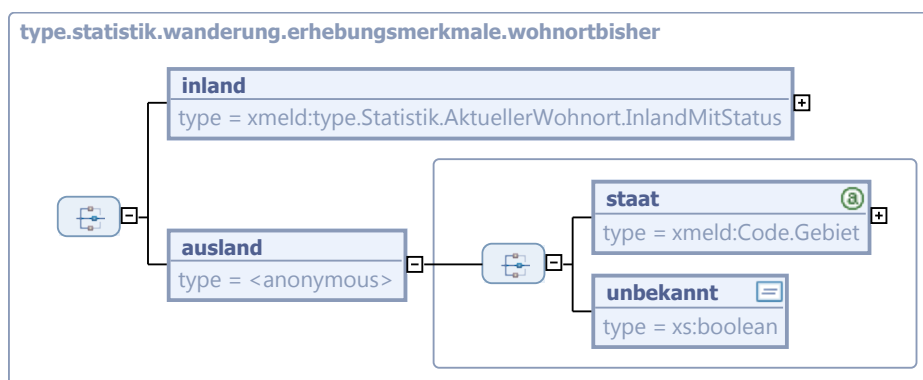 type.statistik.wanderung.erhebungsmerkmale.wohnortbisher
inland
type = xmeld:type.Statistik.AktuellerWohnort.InlandMitStatus
ausland
type = <anonymous>
staat
type = xmeld:Code.Gebiet
unbekannt
type = xs:boolean